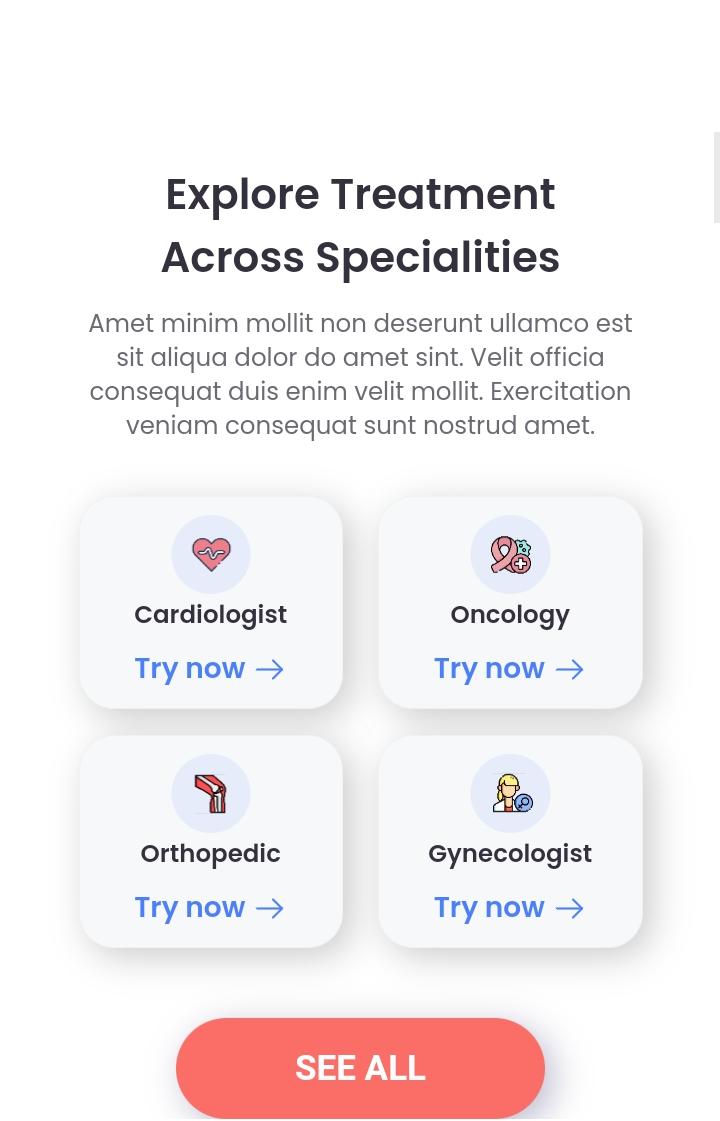 Explore Treatment
Across Specialities
Amet minim mollit non deserunt ullamco est
sit aliqua dolor do amet sint. Velit officia
consequat duis enim velit mollit. Exercitation
veniam consequat sunt nostrud amet.
Cardiologist
Try now →
Oncology
Try now →
Orthopedic
Try now →
Gynecologist
Try now →
SEE ALL